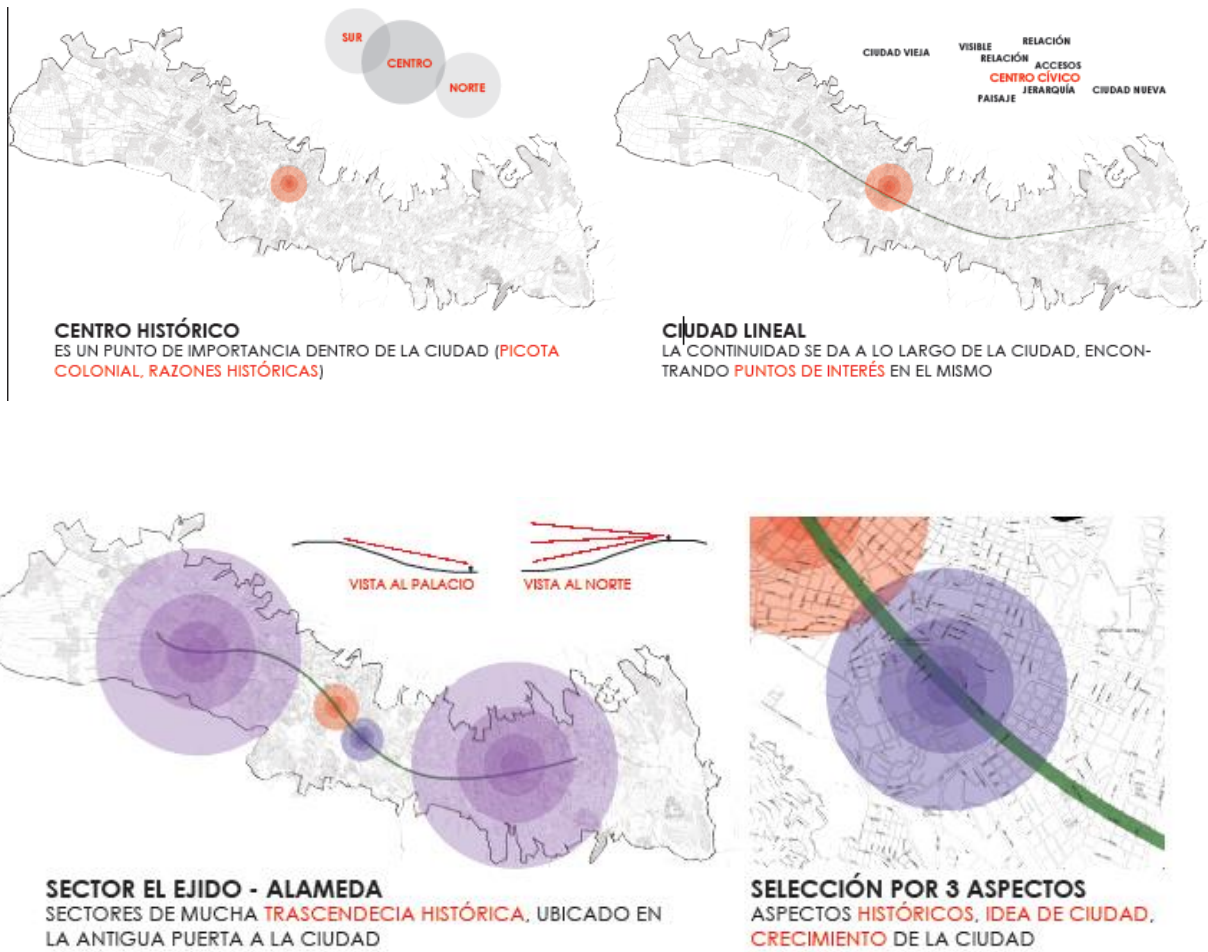 SUR
CENTRO
NORTE
CENTRO HISTÓRICO
ES UN PUNTO DE IMPORTANCIA DENTRO DE LA CIUDAD (PICOTA
COLONIAL, RAZONES HISTÓRICAS)
CIUDAD VIEJA
VISIBLE
RELACIÓN
RELACIÓN
ACCESOS
CENTRO CÍVICO
JERARQUÍA
PAISAJE
CIUDAD NUEVA
CIUDAD LINEAL
LA CONTINUIDAD SE DA A LO LARGO DE LA CIUDAD, ENCON-
TRANDO PUNTOS DE INTERÉS EN EL MISMO
VISTA AL PALACIO
VISTA AL NORTE
SECTOR EL EJIDO - ALAMEDA
SECTORES DE MUCHA TRASCENDECIA HISTÓRICA, UBICADO EN
LA ANTIGUA PUERTA A LA CIUDAD
SELECCIÓN POR 3 ASPECTOS
ASPECTOS HISTÓRICOS, IDEA DE CIUDAD,
CRECIMIENTO DE LA CIUDAD